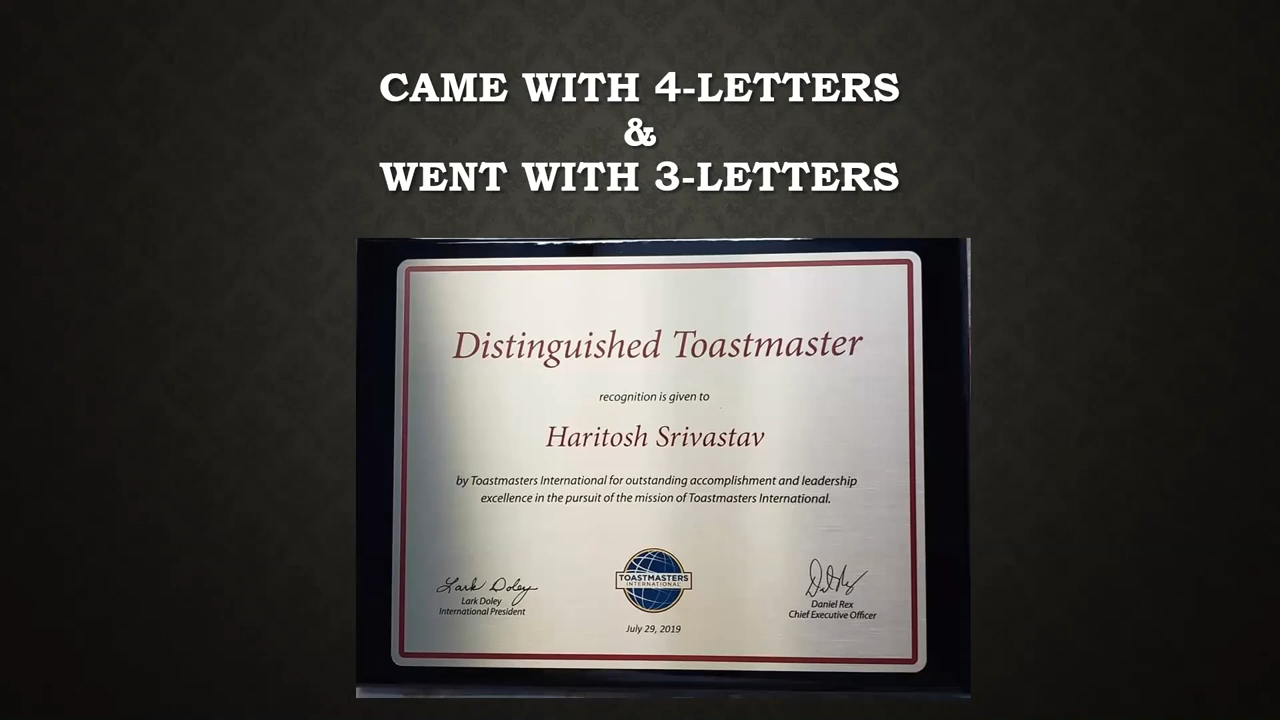 CAME WITH 4-LETTERS
&
WENT WITH 3-LETTERS
Distinguished Toastmaster
recognition is given to
Haritosh Srivastav
by Toastmasters International for outstanding accomplishment and leadership
excellence in the pursuit of the mission of Toastmasters International.
Lark Doley
Lark Doley
International President
TOASTMASTERS
INTERNATIONAL
Daniel Rex
Chief Executive Officer
July 29, 2019